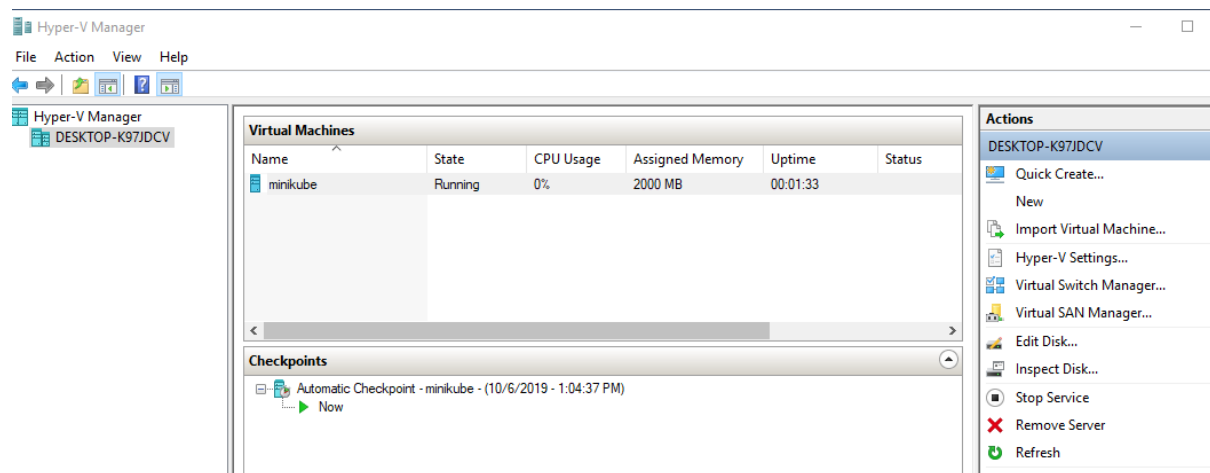 Hyper-V Manager
File Action View Help
Hyper-V Manager
DESKTOP-K97JDCV
Virtual Machines
Name State CPU Usage Assigned Memory Uptime Status
minikube Running 0% 2000 MB 00:01:33
Checkpoints
Automatic Checkpoint - minikube - (10/6/2019 - 1:04:37 PM)
Now
Actions
DESKTOP-K97JDCV
Quick Create...
New
Import Virtual Machine...
Hyper-V Settings...
Virtual Switch Manager...
Virtual SAN Manager...
Edit Disk...
Inspect Disk...
Stop Service
Remove Server
Refresh